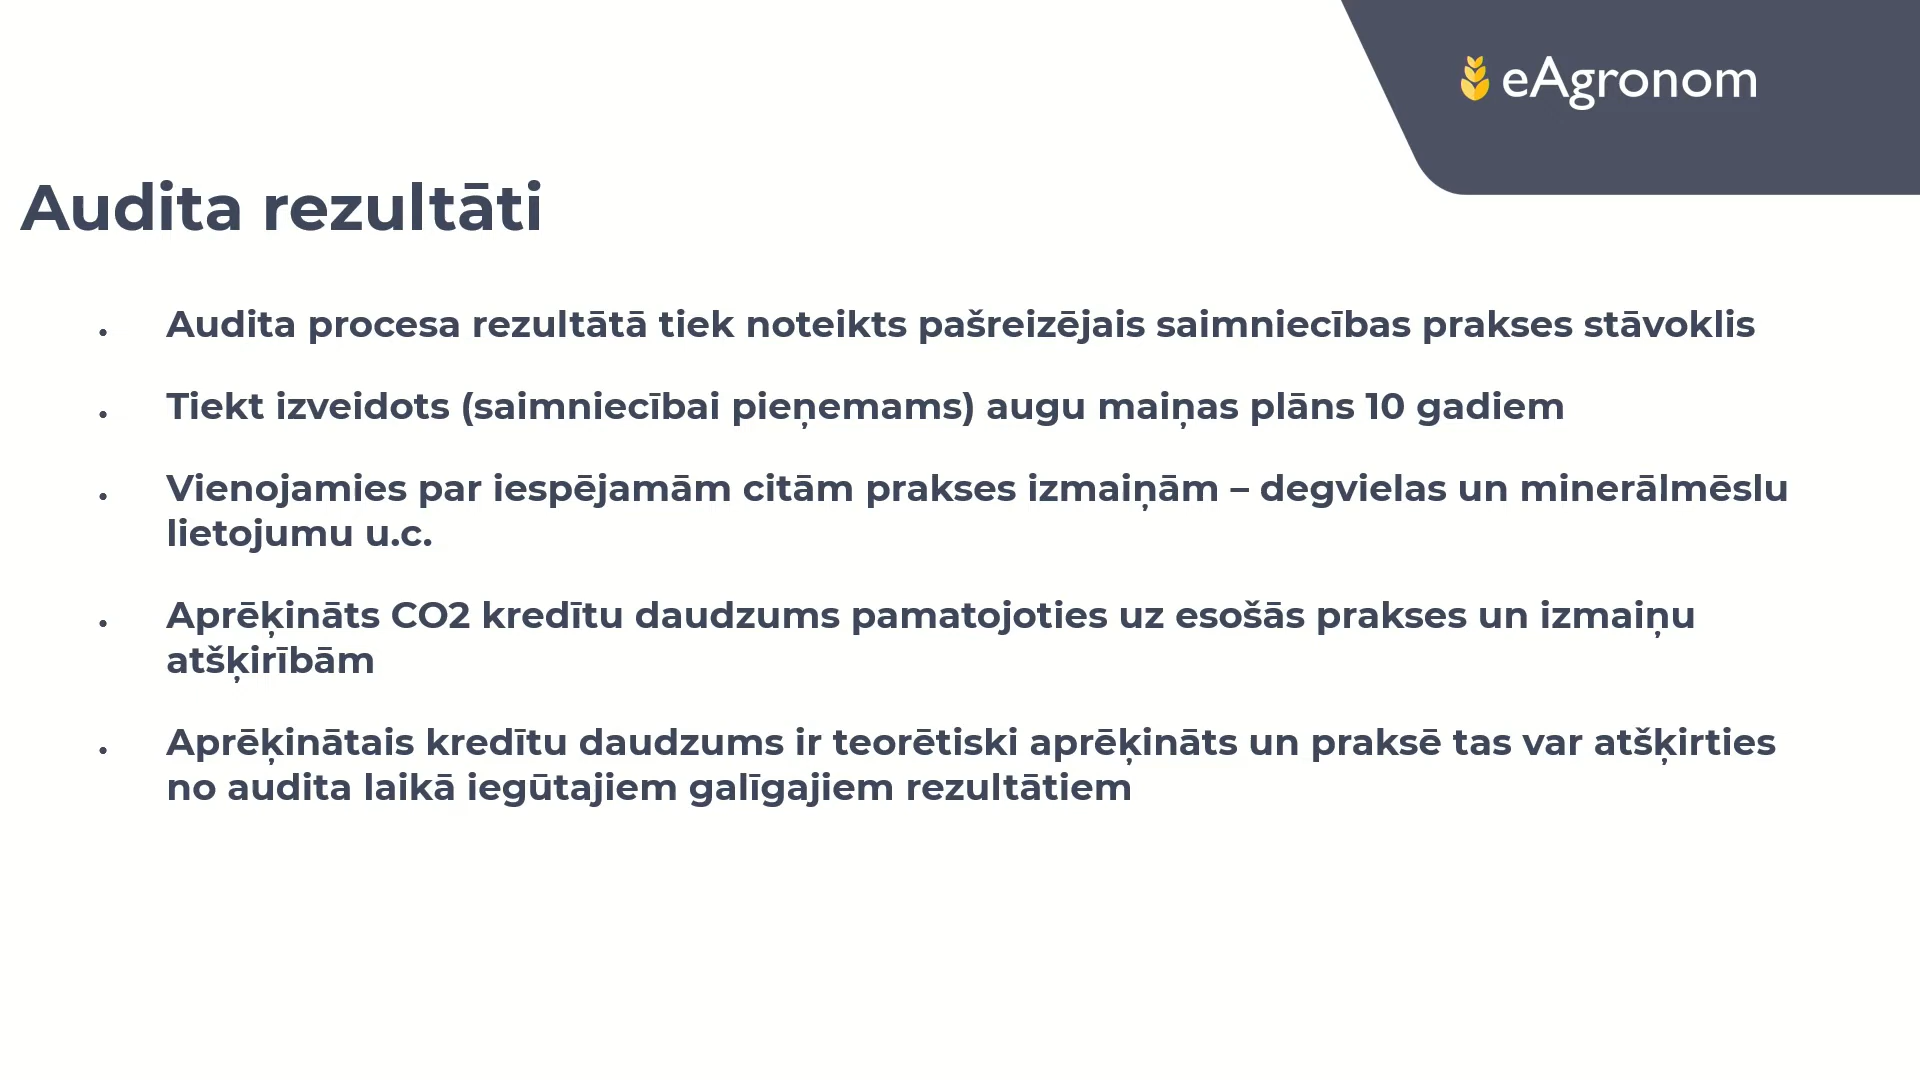 eAgronom
Audita rezultāti
• Audita procesa rezultātā tiek noteikts pašreizējais saimniecības prakses stāvoklis
• Tiekt izveidots (saimniecībai pieņemams) augu maiņas plāns 10 gadiem
• Vienojamies par iespējamām citām prakses izmaiņām – degvielas un minerālmēslu
lietojumu u.c.
• Aprēķināts CO2 kredītu daudzums pamatojoties uz esošās prakses un izmaiņu
atšķirībām
• Aprēķinātais kredītu daudzums ir teorētiski aprēķināts un praksē tas var atšķirties
no audita laikā iegūtajiem galīgajiem rezultātiem